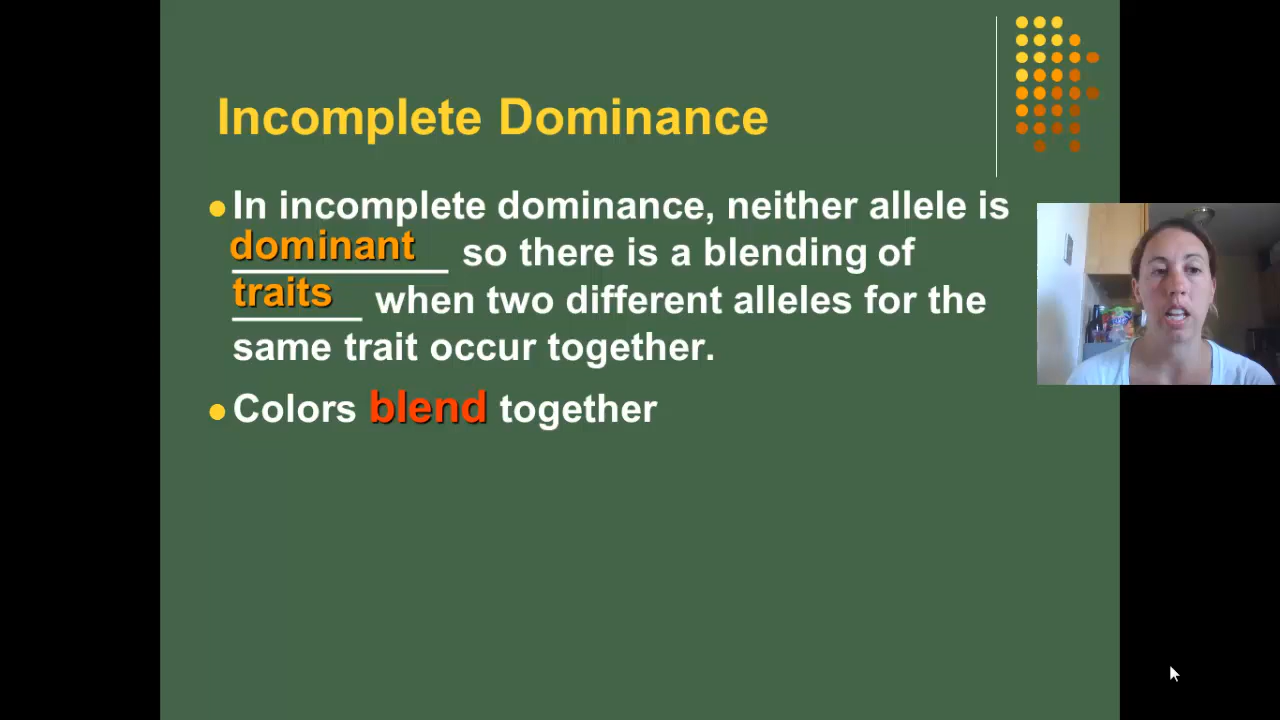 Incomplete Dominance
In incomplete dominance, neither allele is
dominant so there is a blending of
traits when two different alleles for the
same trait occur together.
Colors blend together